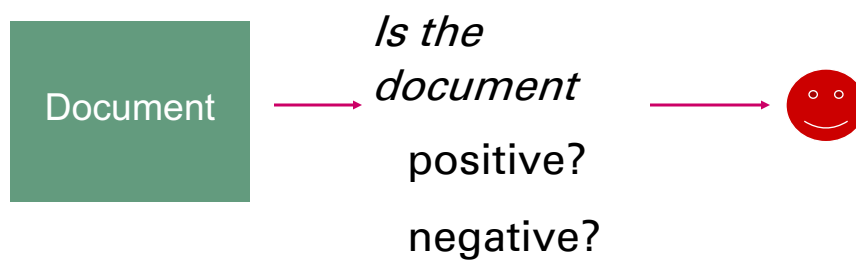 Document
Is the
document
positive?
negative?